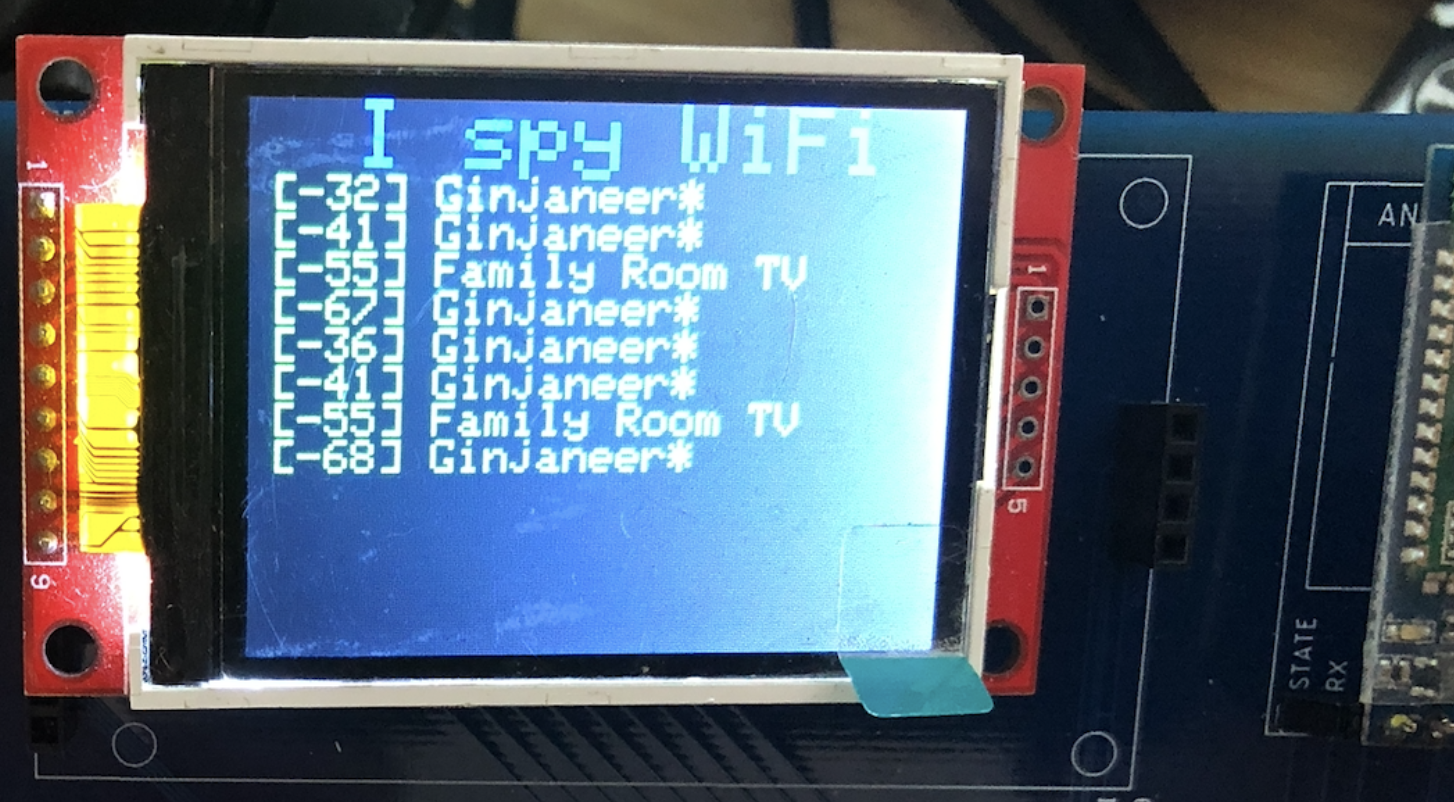 I spy WiFi
[-32] GinJaneer*
[-41] GinJaneer*
[-55] Family Room TV
[-67] GinJaneer*
[-36] GinJaneer*
[-41] GinJaneer*
[-55] Family Room TV
[-68] GinJaneer*
1
9
1
5
AN
STATE
RX